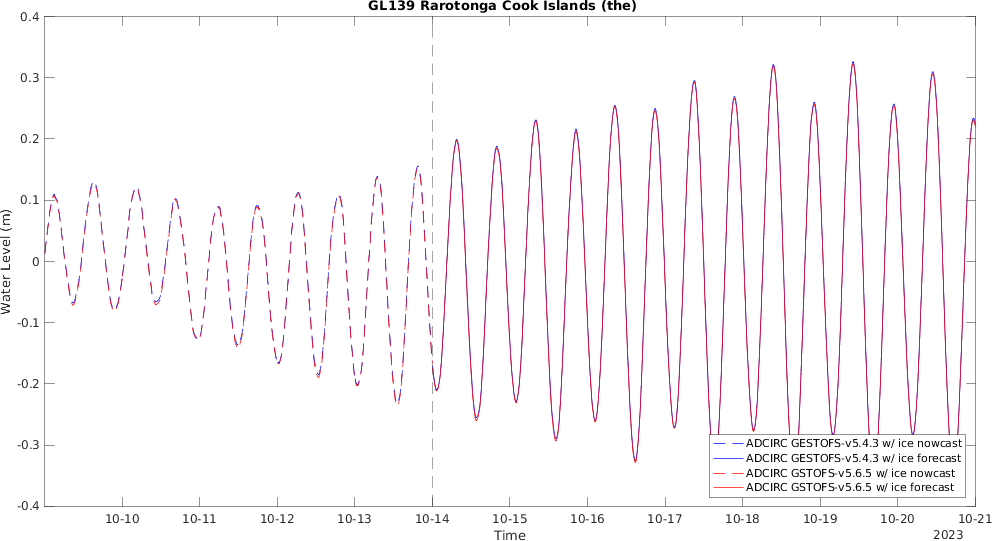 GL139 Rarotonga Cook Islands (the)
0.4
0.3
0.2
0.1
0
-0.1
-0.2
-0.3
-0.4
Water Level (m)
ADCIRC GESTOFS-v5.4.3 w/ ice nowcast
ADCIRC GESTOFS-v5.4.3 w/ ice forecast
ADCIRC GSTOFS-v5.6.5 w/ ice nowcast
ADCIRC GSTOFS-v5.6.5 w/ ice forecast
10-10 10-11 10-12 10-13 10-14 10-15 10-16 10-17 10-18 10-19 10-20 10-21
Time
2023